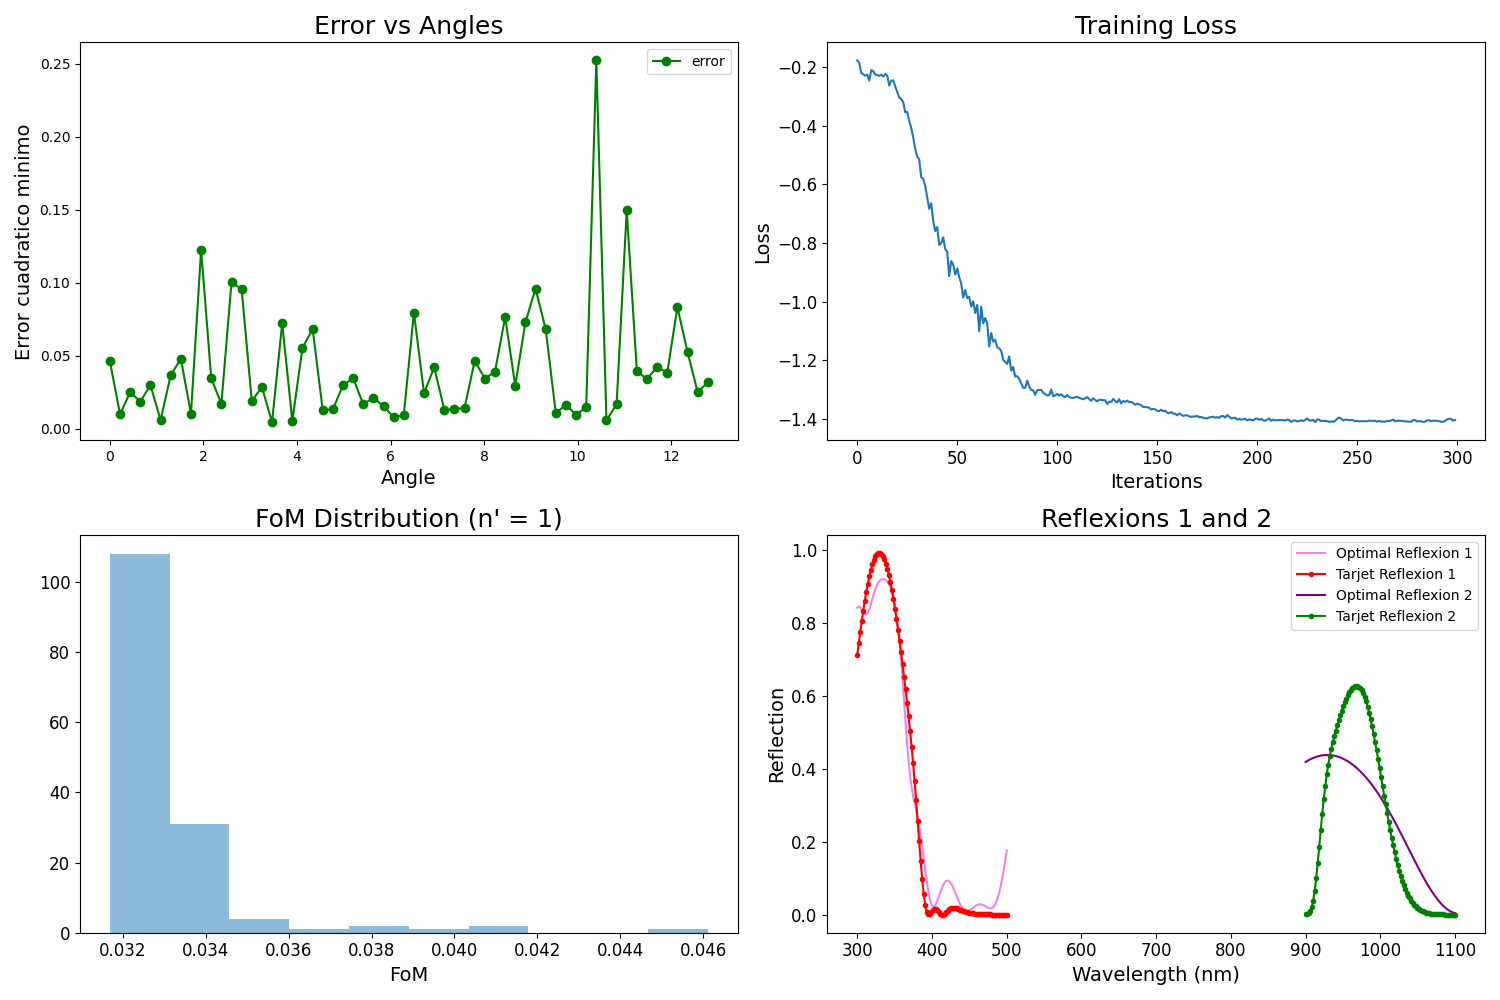 Error vs Angles
error
0.25
0.20
0.15
0.10
0.05
0.00
Error cuadratico minimo
0 2 4 6 8 10 12
Angle
Training Loss
−0.2
−0.4
−0.6
−0.8
−1.0
−1.2
−1.4
Loss
0 50 100 150 200 250 300
Iterations
FoM Distribution (n' = 1)
100
80
60
40
20
0
0.032 0.034 0.036 0.038 0.040 0.042 0.044 0.046
FoM
Reflexions 1 and 2
Optimal Reflexion 1
Tarjet Reflexion 1
Optimal Reflexion 2
Tarjet Reflexion 2
1.0
0.8
0.6
0.4
0.2
0.0
Reflection
300 400 500 600 700 800 900 1000 1100
Wavelength (nm)